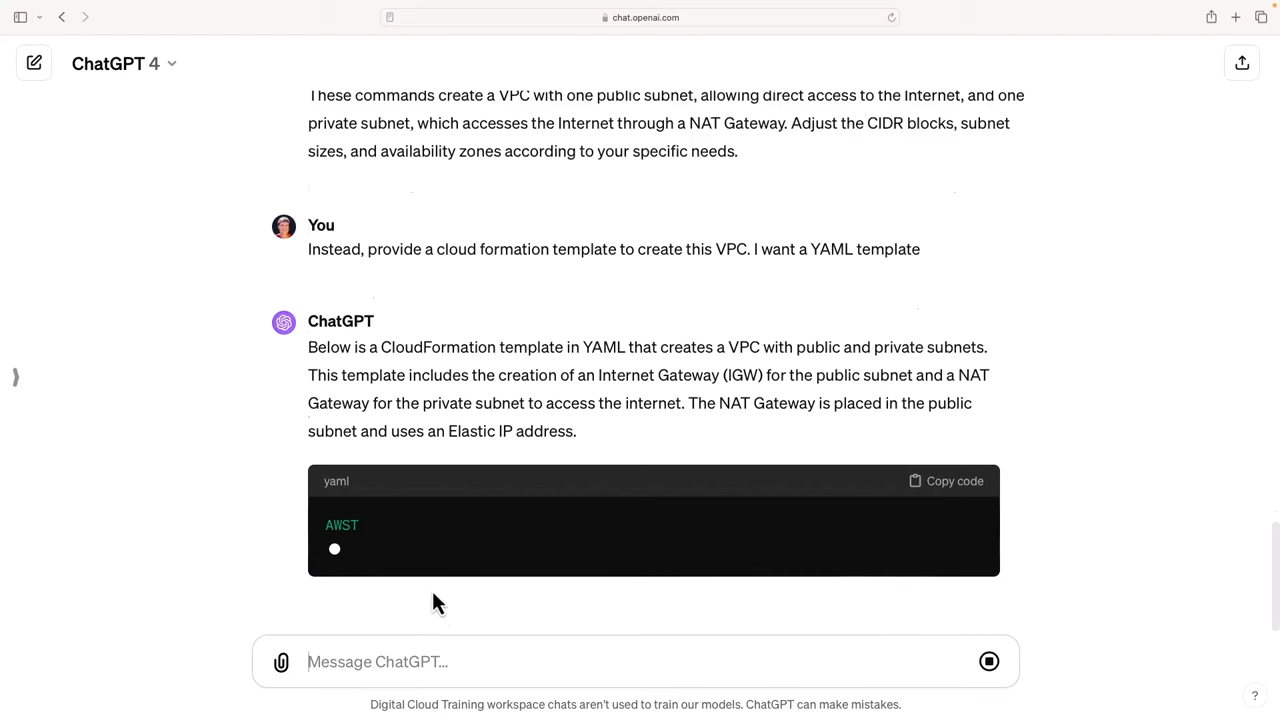 chat.openai.com
ChatGPT 4
These commands create a VPC with one public subnet, allowing direct access to the Internet, and one
private subnet, which accesses the Internet through a NAT Gateway. Adjust the CIDR blocks, subnet
sizes, and availability zones according to your specific needs.
You
Instead, provide a cloud formation template to create this VPC. I want a YAML template
ChatGPT
Below is a CloudFormation template in YAML that creates a VPC with public and private subnets.
This template includes the creation of an Internet Gateway (IGW) for the public subnet and a NAT
Gateway for the private subnet to access the internet. The NAT Gateway is placed in the public
subnet and uses an Elastic IP address.
yaml Copy code
AWST
Message ChatGPT...
Digital Cloud Training workspace chats aren't used to train our models. ChatGPT can make mistakes.
?